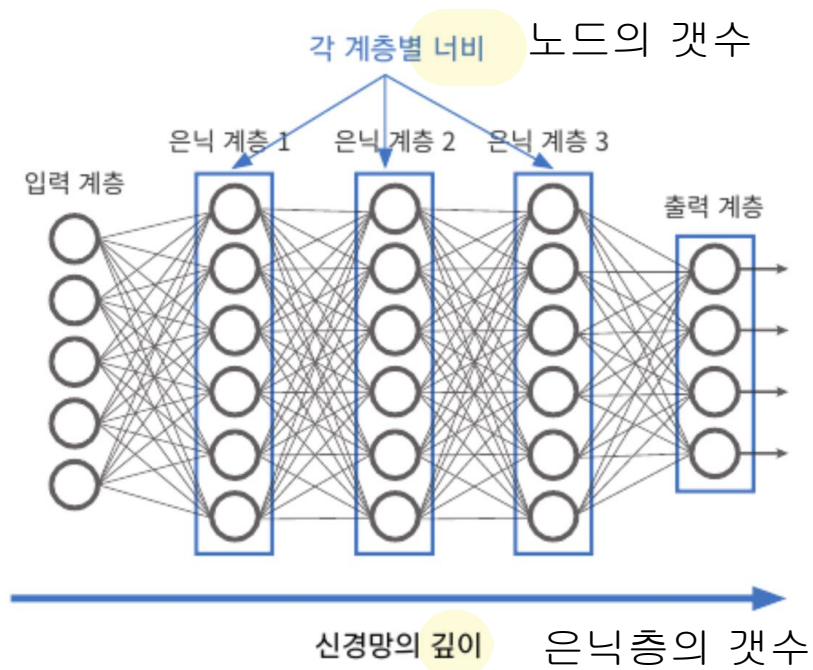 각 계층별 너비 노드의 갯수
은닉 계층 1 은닉 계층 2 은닉 계층 3
입력 계층
출력 계층
신경망의 깊이 은닉층의 갯수